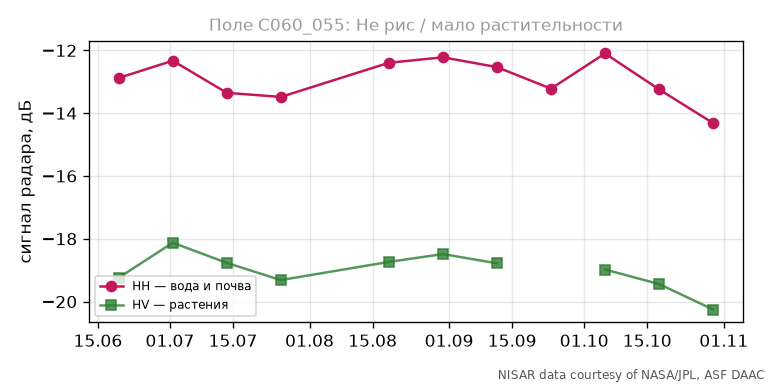 Поле C060_055: Не рис / мало растительности
сигнал радара, дБ
−12
−14
−16
−18
−20
HH — вода и почва
HV — растения
15.06 01.07 15.07 01.08 15.08 01.09 15.09 01.10 15.10 01.11
NISAR data courtesy of NASA/JPL, ASF DAAC